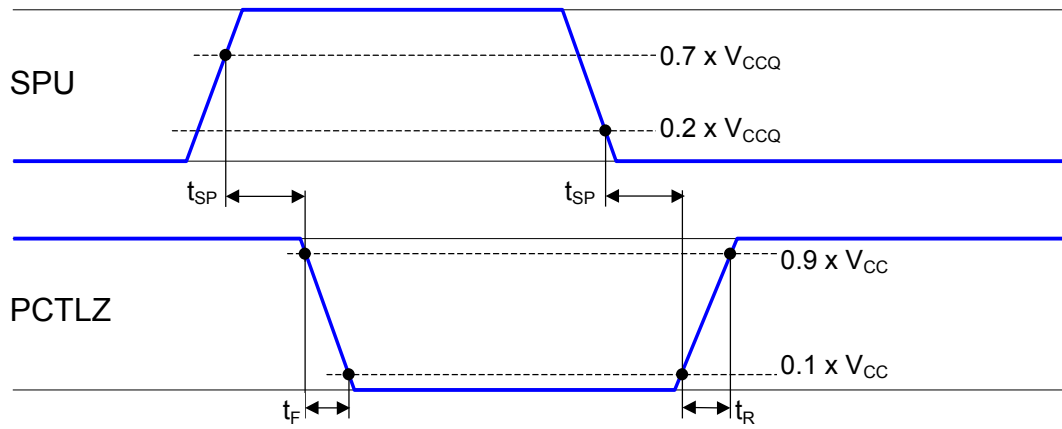 0.7 x VCCQ
SPU
0.2 x VCCQ
tSP tSP
0.9 x VCC
PCTLZ
0.1 x VCC
tF tR